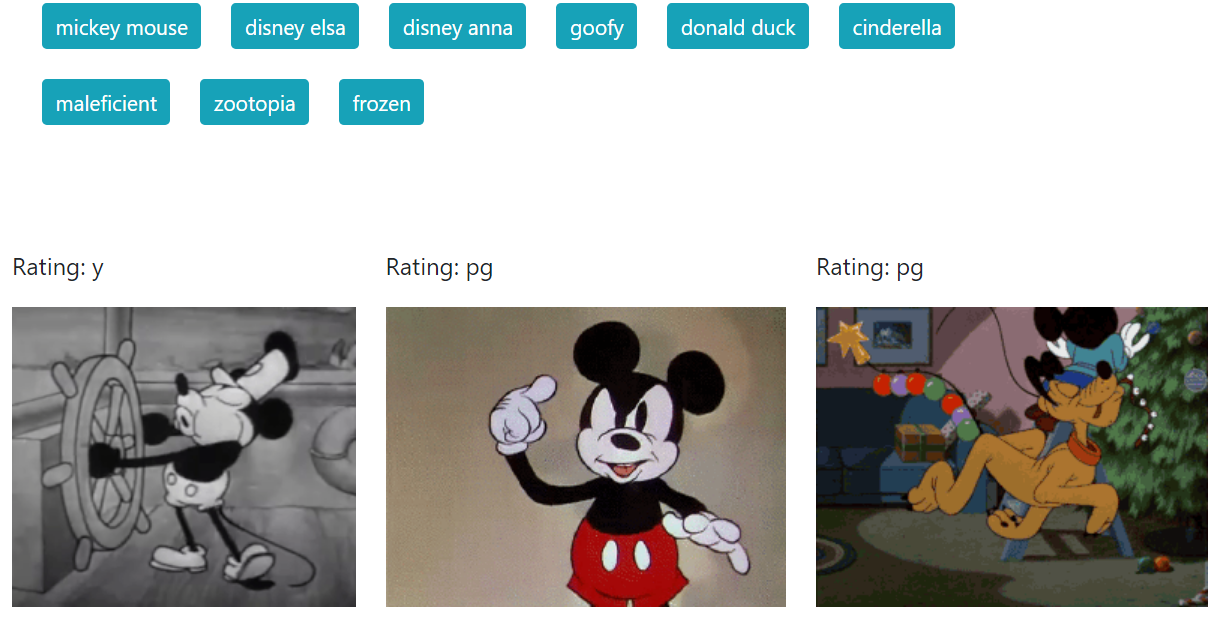 mickey mouse disney elsa disney anna goofy donald duck cinderella
maleficient zootopia frozen
Rating: y Rating: pg Rating: pg